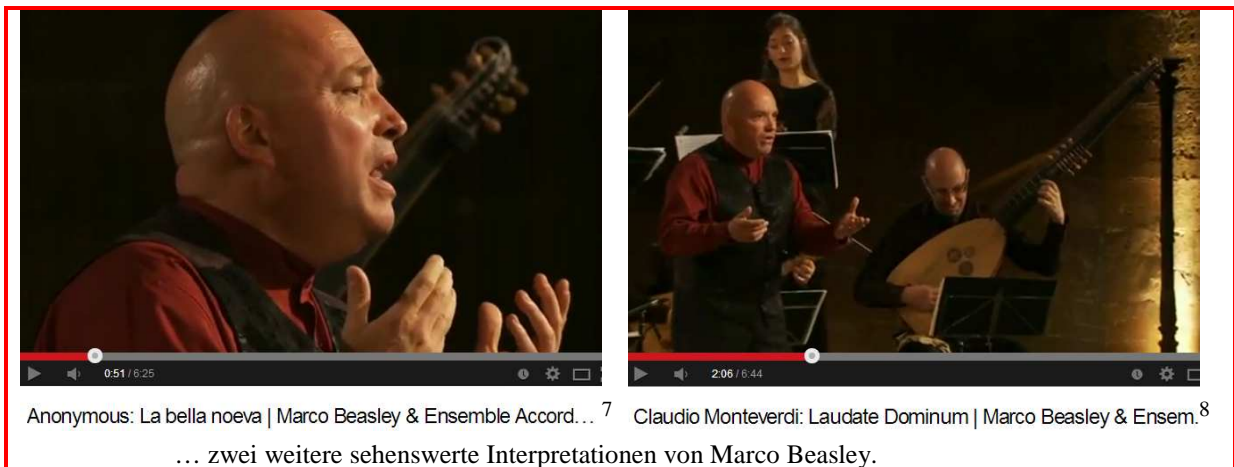 0:51 / 6:25
2:06 / 6:44
Anonymous: La bella noeva | Marco Beasley & Ensemble Accord... 7
Claudio Monteverdi: Laudate Dominum | Marco Beasley & Ensem. 8
… zwei weitere sehenswerte Interpretationen von Marco Beasley.